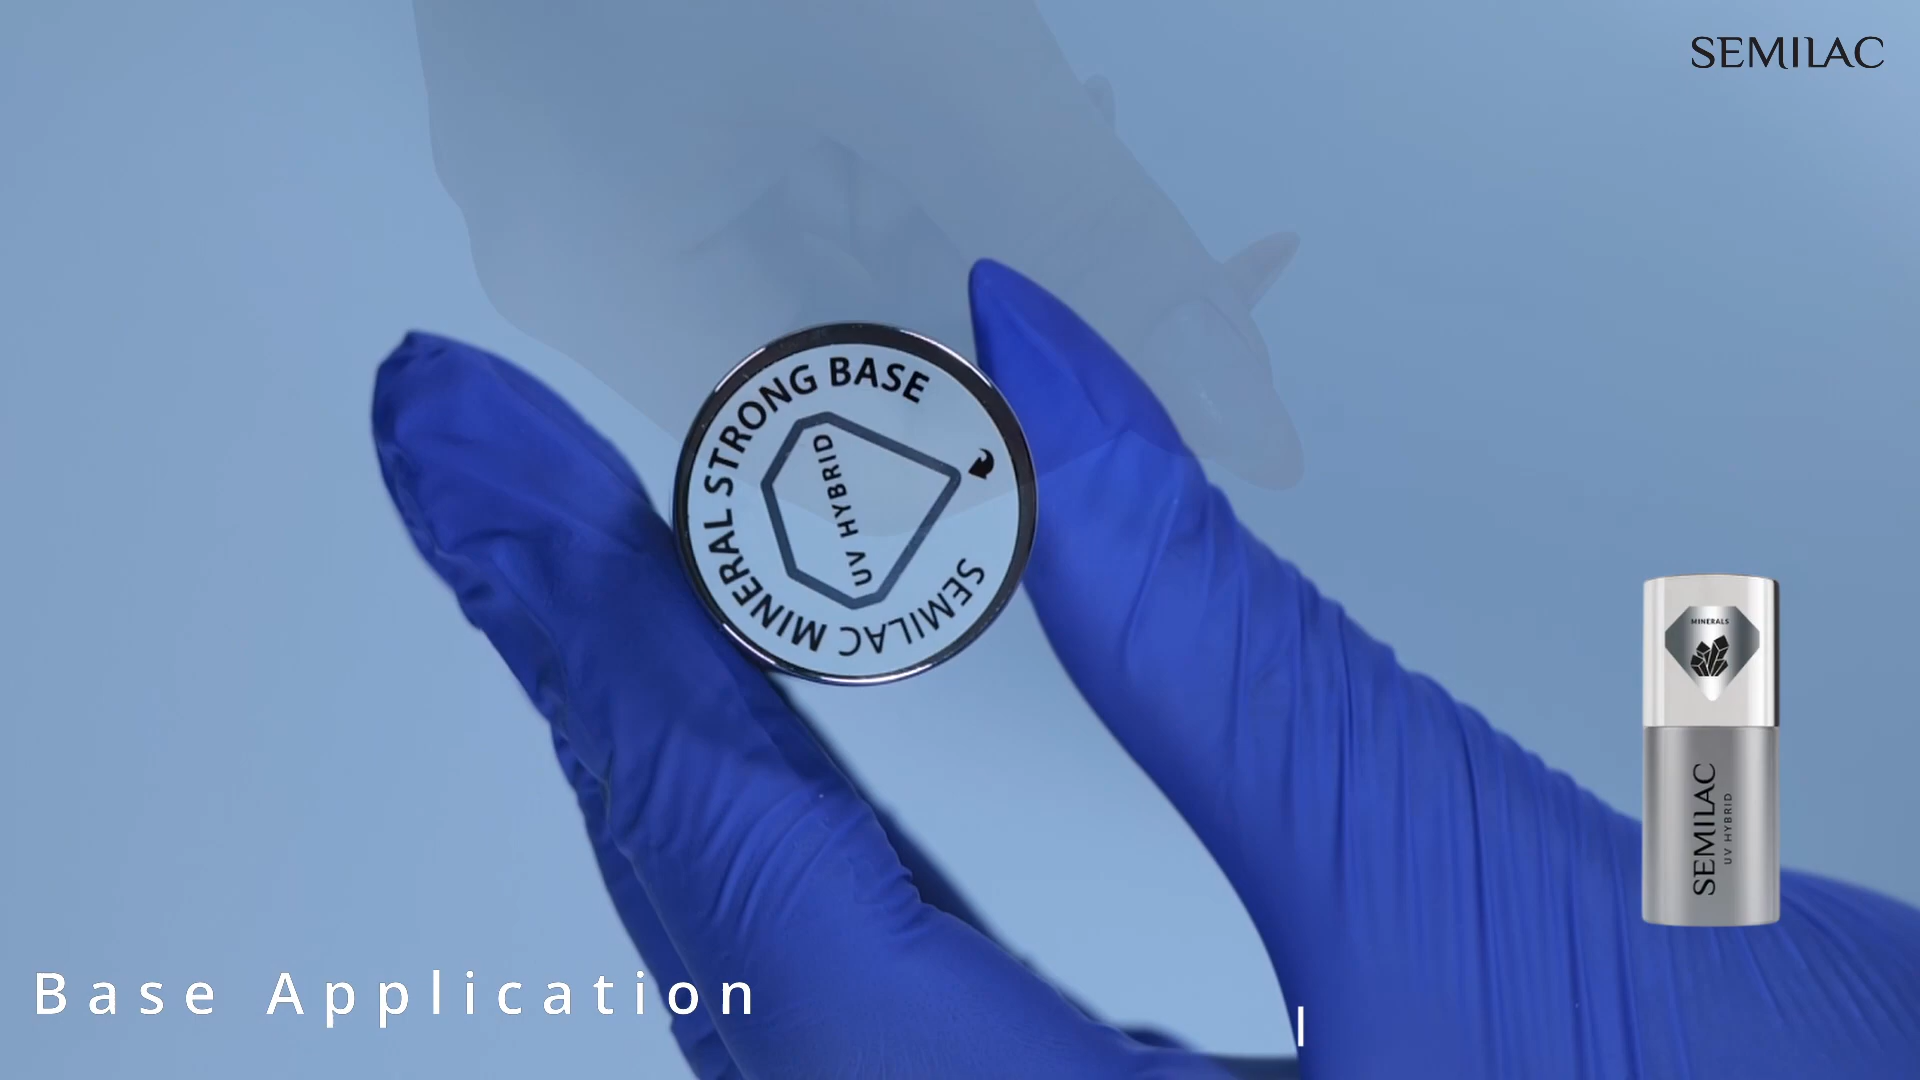 SEMILAC
SEMILAC MINERAL STRONG BASE
UV HYBRID
MINERALS
SEMILAC
UV HYBRID
Base Application